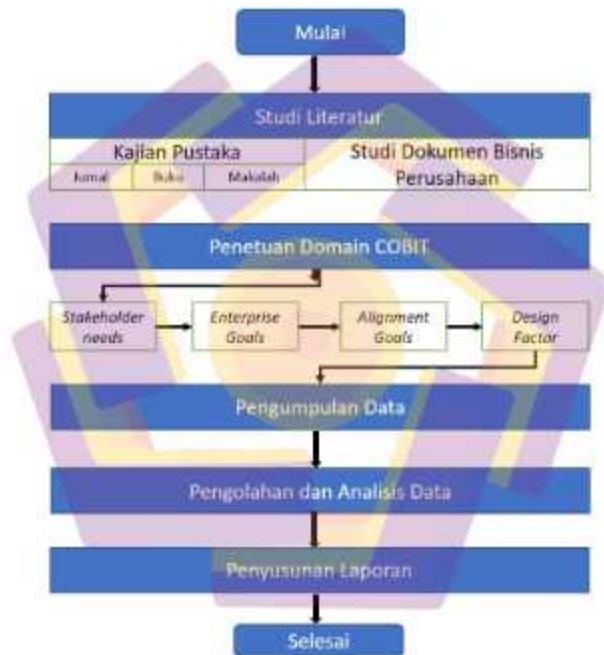 Mulai
Studi Literatur
Kajian Pustaka
Jurnal Buku Makalah
Studi Dokumen Bisnis
Perusahaan
Penetuan Domain COBIT
Stakeholder
needs
Enterprise
Goals
Alignment
Goals
Design
Factor
Pengumpulan Data
Pengolahan dan Analisis Data
Penyusunan Laporan
Selesai